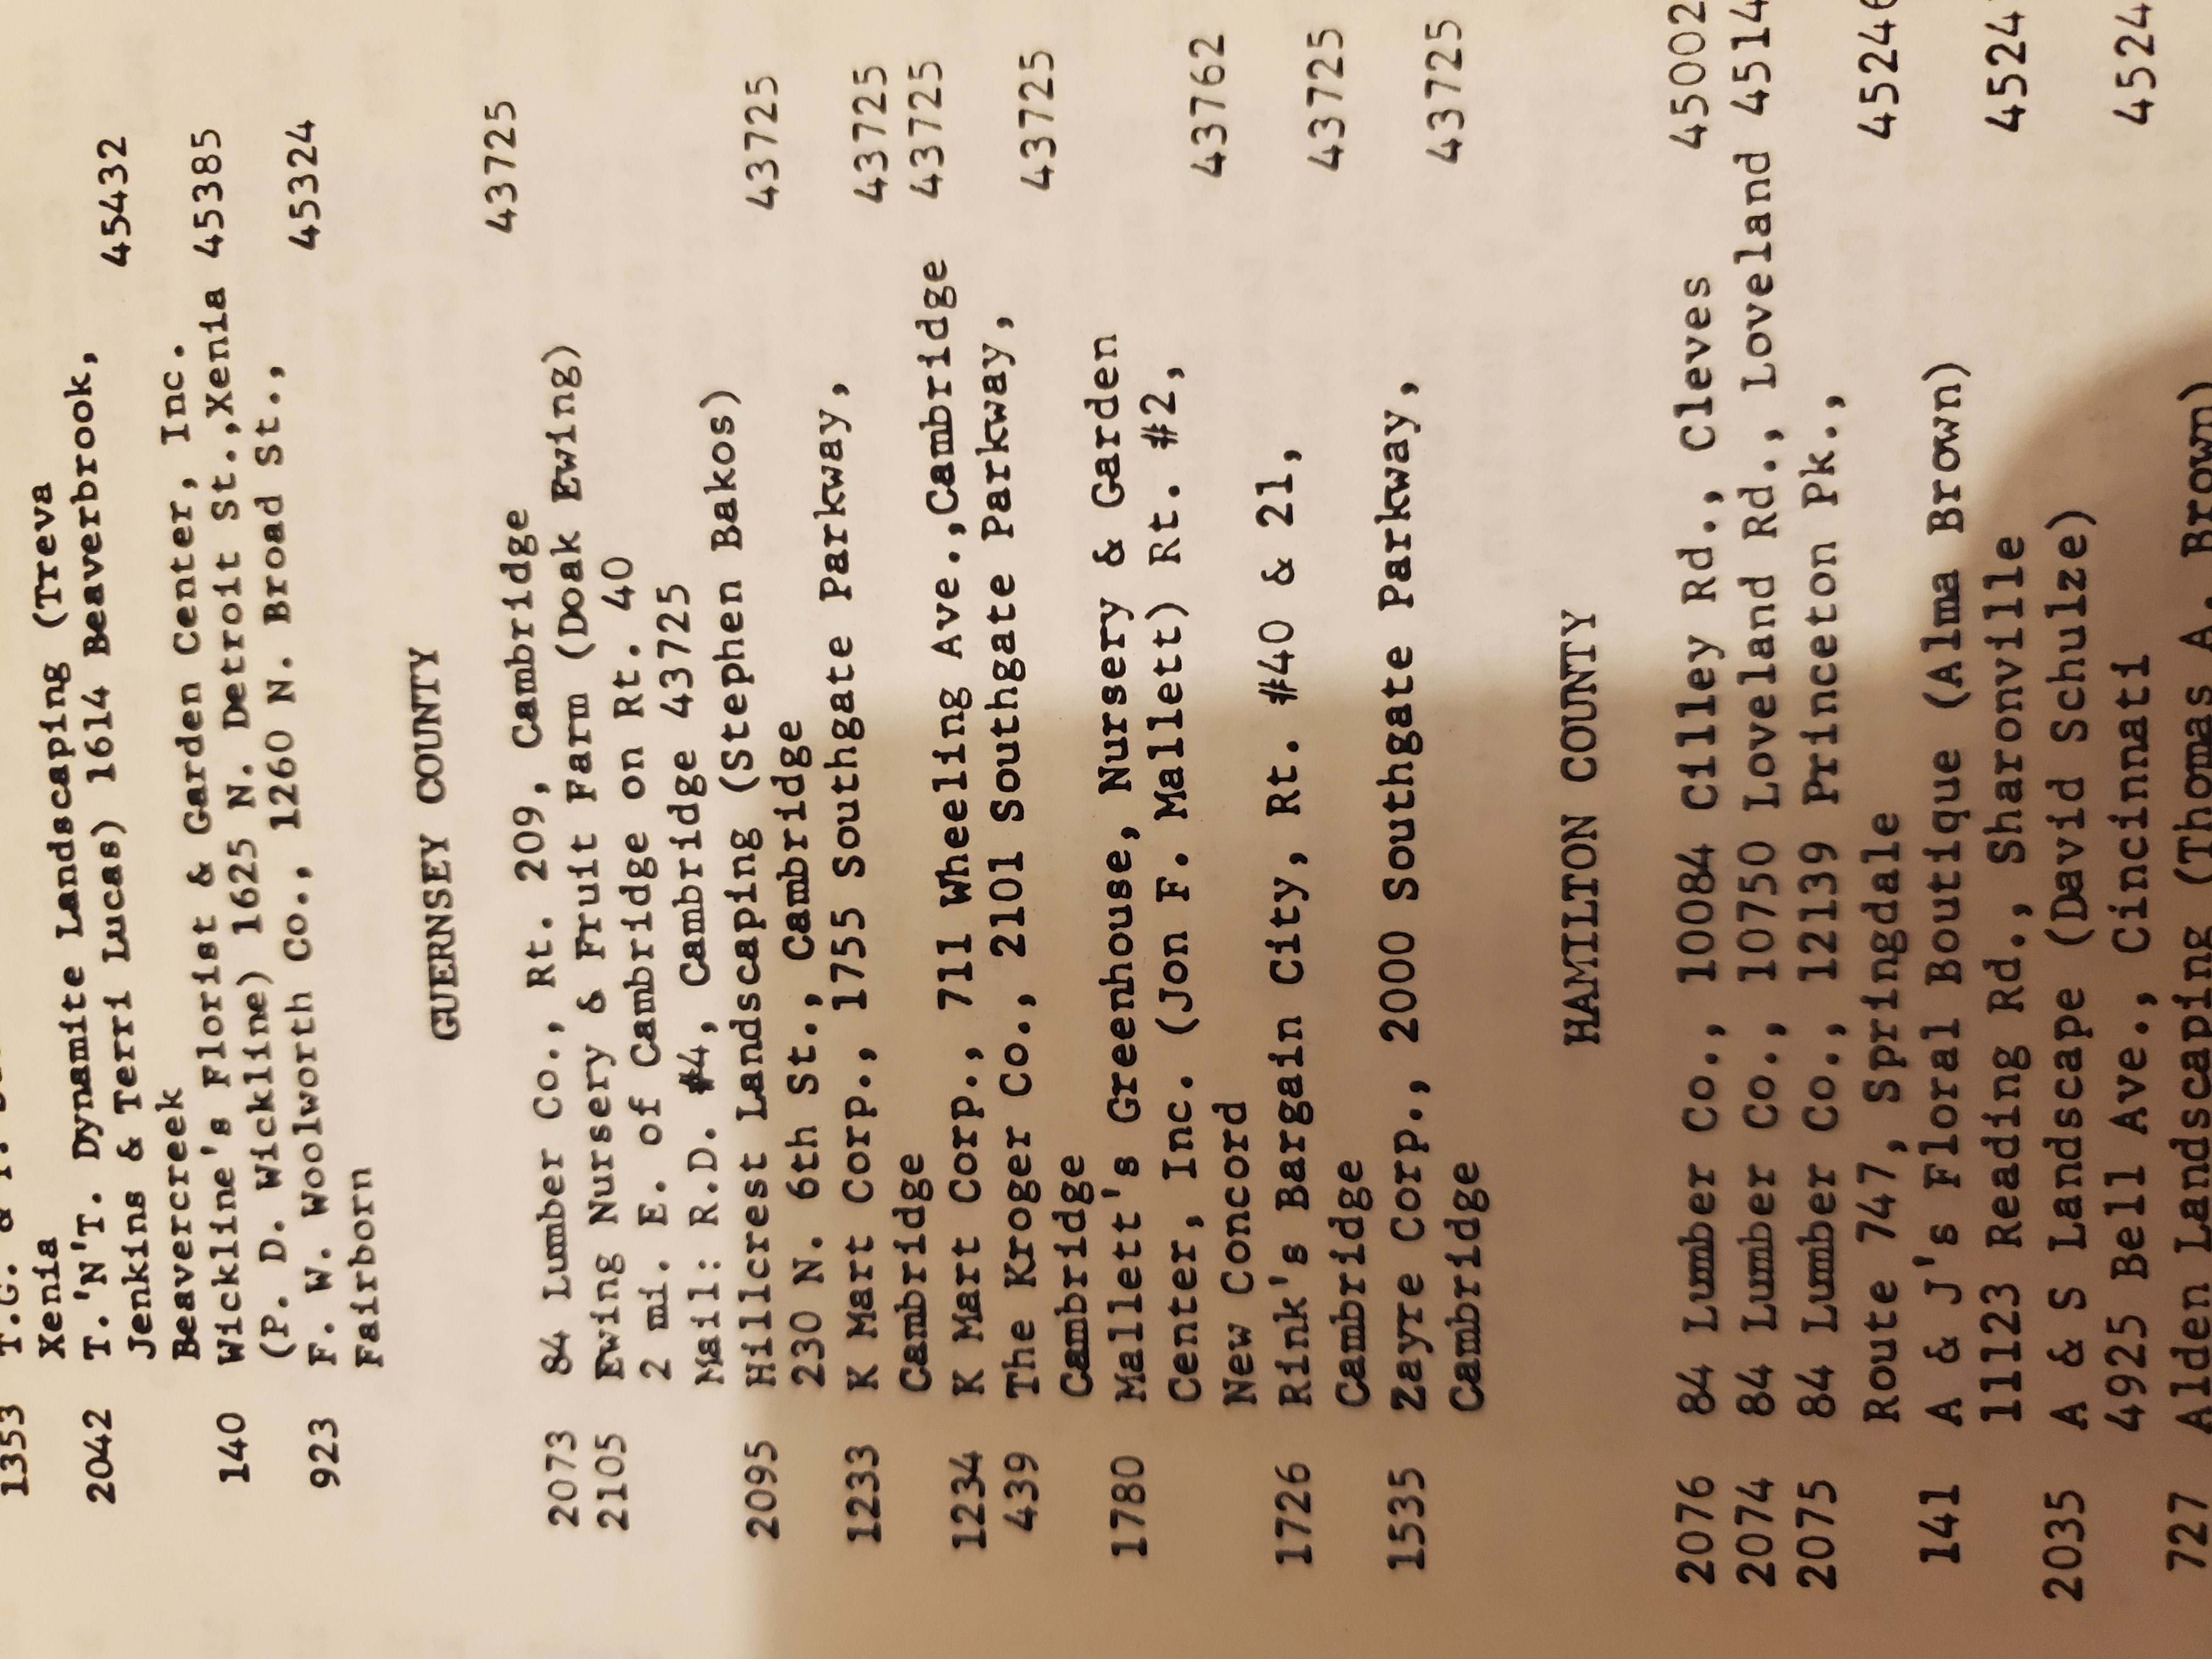 1353 T.G. &
Xenia
2042 T.'N'T. Dynamite Landscaping (Treva
Jenkins & Terri Lucas) 1614 Beaverbrook,
Beavercreek 45432
140 Wickline's Florist & Garden Center, Inc.
(P. D. Wickline) 1625 N. Detroit St.,Xenia 45385
923 F. W. Woolworth Co., 1260 N. Broad St.,
Fairborn 45324
GUERNSEY COUNTY
2073 84 Lumber Co., Rt. 209, Cambridge 43725
2105 Ewing Nursery & Fruit Farm (Doak Ewing)
2 mi. E. of Cambridge on Rt. 40
Mail: R.D. #4, Cambridge 43725
2095 Hillcrest Landscaping (Stephen Bakos)
230 N. 6th St., Cambridge 43725
1233 K Mart Corp., 1755 Southgate Parkway,
Cambridge 43725
1234 K Mart Corp., 711 Wheeling Ave.,Cambridge 43725
439 The Kroger Co., 2101 Southgate Parkway,
Cambridge 43725
1780 Mallett's Greenhouse, Nursery & Garden
Center, Inc. (Jon F. Mallett) Rt. #2,
New Concord 43762
1726 Rink's Bargain City, Rt. #40 & 21,
Cambridge 43725
1535 Zayre Corp., 2000 Southgate Parkway,
Cambridge 43725
HAMILTON COUNTY
2076 84 Lumber Co., 10084 Cilley Rd., Cleves 45002
2074 84 Lumber Co., 10750 Loveland Rd., Loveland 4514
2075 84 Lumber Co., 12139 Princeton Pk.,
Route 747, Springdale 45246
141 A & J's Floral Boutique (Alma Brown)
11123 Reading Rd., Sharonville 4524
2035 A & S Landscape (David Schulze)
4925 Bell Ave., Cincinnati 4524
727 Alden Landscaping (Thomas A. Brown)